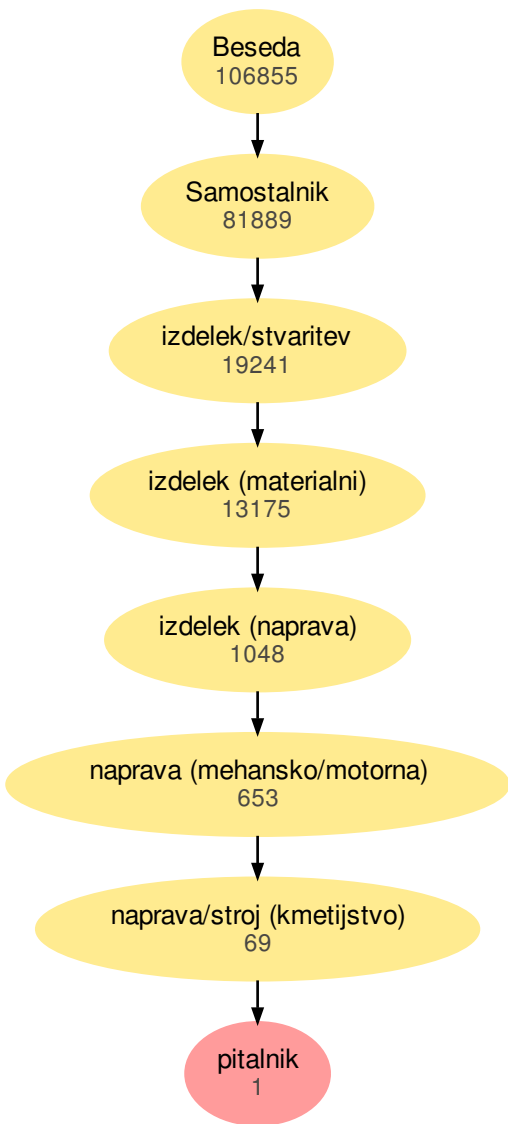 Beseda
106855
Samostalnik
81889
izdelek/stvaritev
19241
izdelek (materialni)
13175
izdelek (naprava)
1048
naprava (mehansko/motorna)
653
naprava/stroj (kmetijstvo)
69
pitalnik
1